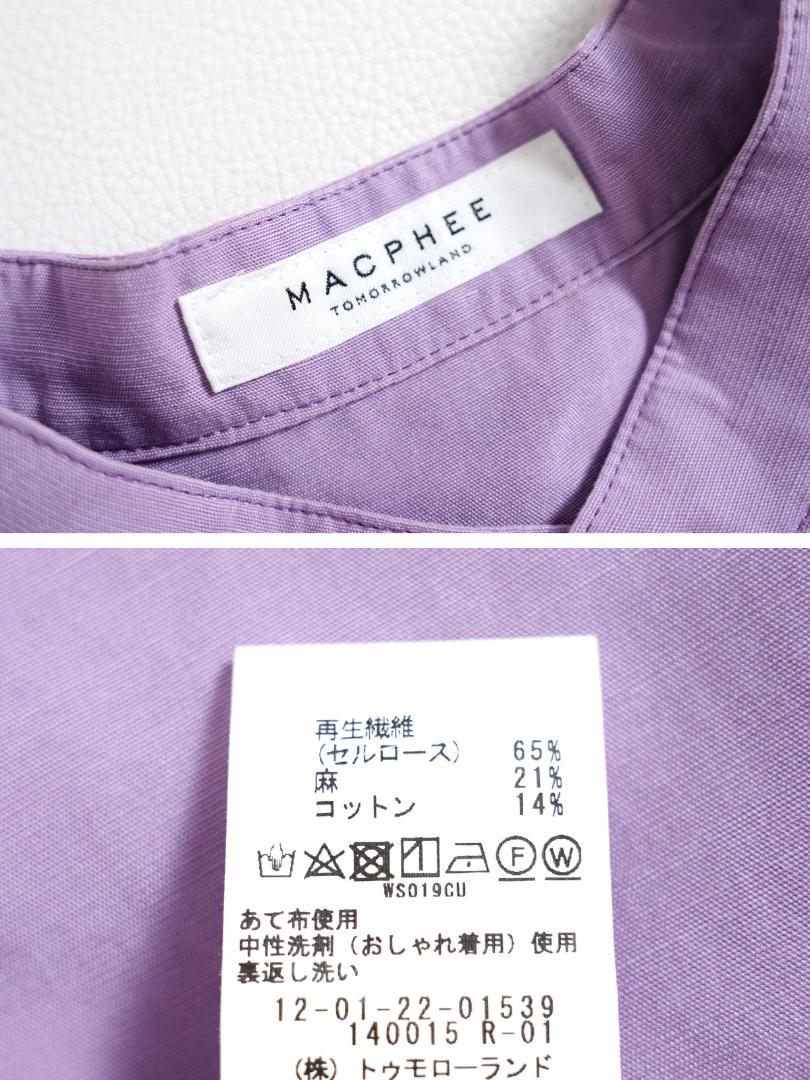 MACPHEE
TOMORROWLAND
再生繊維
(セルロース) 65%
麻 21%
コットン 14%
F W
WS019CU
あて布使用
中性洗剤(おしゃれ着用)使用
裏返し洗い
12-01-22-01539
140015 R-01
(株)トゥモローランド